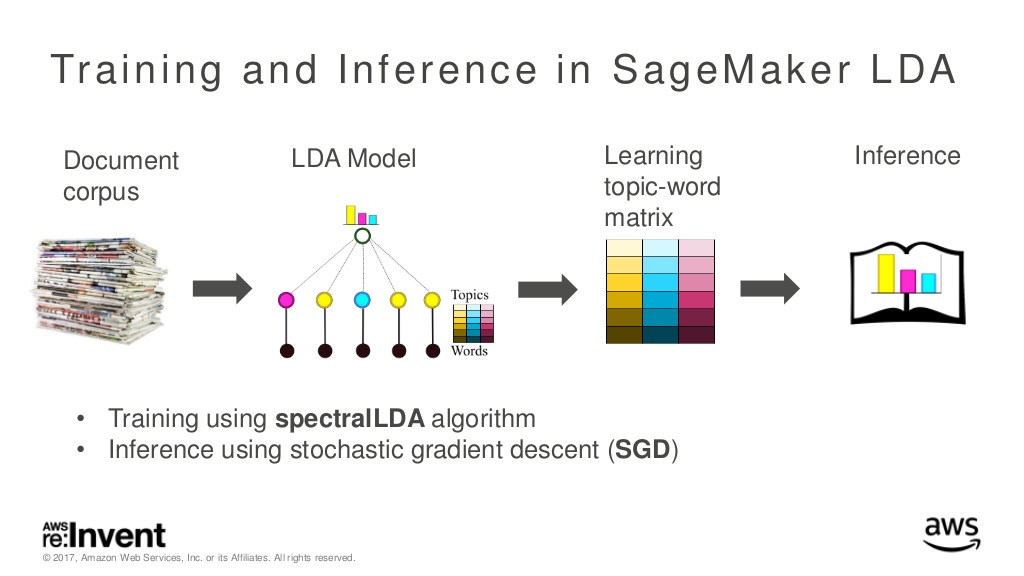 Training and Inference in SageMaker LDA
Document
corpus
LDA Model
Learning
topic-word
matrix
Inference
Topics
Words
• Training using spectralLDA algorithm
• Inference using stochastic gradient descent (SGD)
AWS
re:Invent
© 2017, Amazon Web Services, Inc. or its Affiliates. All rights reserved.
aws